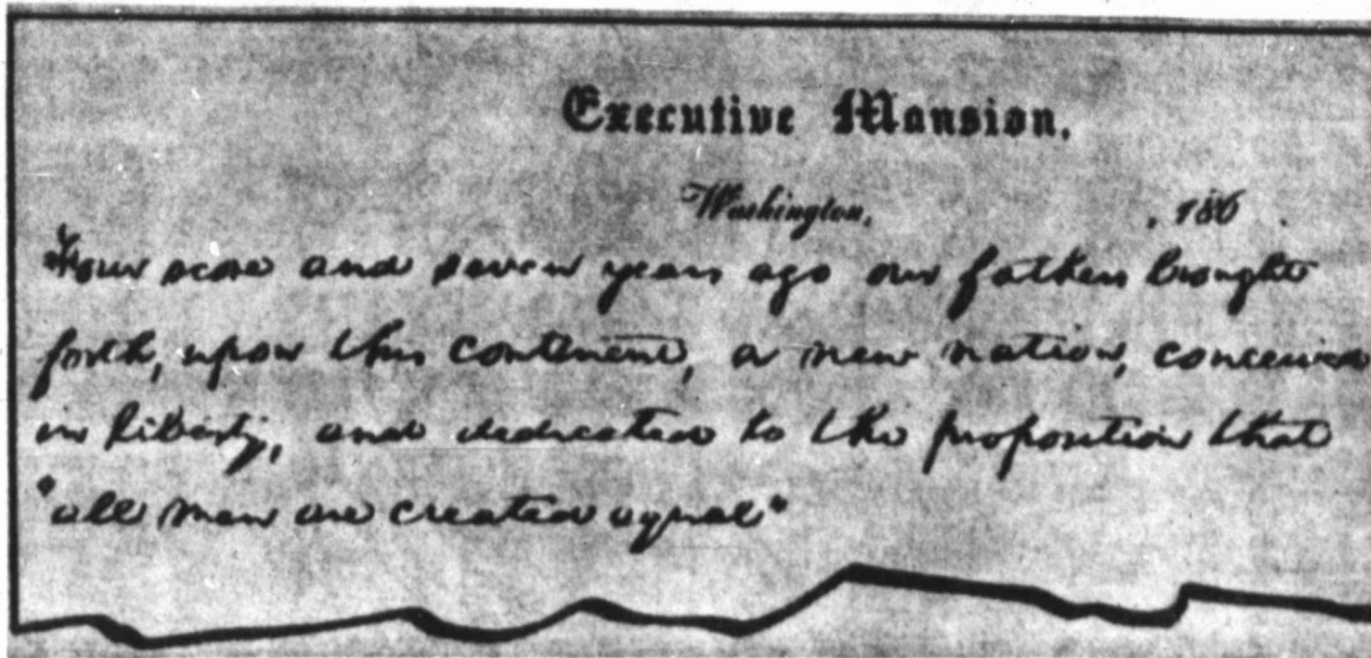 Executive Mansion,
Washington, , 186 .
Four score and seven years ago our fathers brought
forth, upon this continent, a new nation, conceived
in liberty, and dedicated to the proposition that
"all men are created equal"